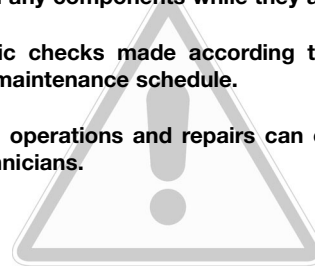 any components while they a
ic checks made according t
maintenance schedule.
operations and repairs can
nicians.